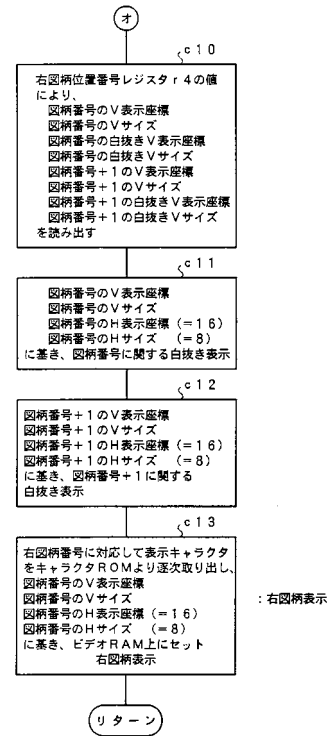 オ
c10
右図柄位置番号レジスタr4の値
により、
図柄番号のV表示座標
図柄番号のVサイズ
図柄番号の白抜きV表示座標
図柄番号の白抜きVサイズ
図柄番号+1のV表示座標
図柄番号+1のVサイズ
図柄番号+1の白抜きV表示座標
図柄番号+1の白抜きVサイズ
を読み出す
c11
図柄番号のV表示座標
図柄番号のVサイズ
図柄番号のH表示座標(=16)
図柄番号のHサイズ (=8)
に基き、図柄番号に関する白抜き表示
c12
図柄番号+1のV表示座標
図柄番号+1のVサイズ
図柄番号+1のH表示座標(=16)
図柄番号+1のHサイズ (=8)
に基き、図柄番号+1に関する
白抜き表示
c13
右図柄番号に対応して表示キャラクタ
をキャラクタROMより逐次取り出し、
図柄番号のV表示座標
図柄番号のVサイズ
図柄番号のH表示座標(=16)
図柄番号のHサイズ (=8)
に基き、ビデオRAM上にセット
右図柄表示
:右図柄表示
リターン